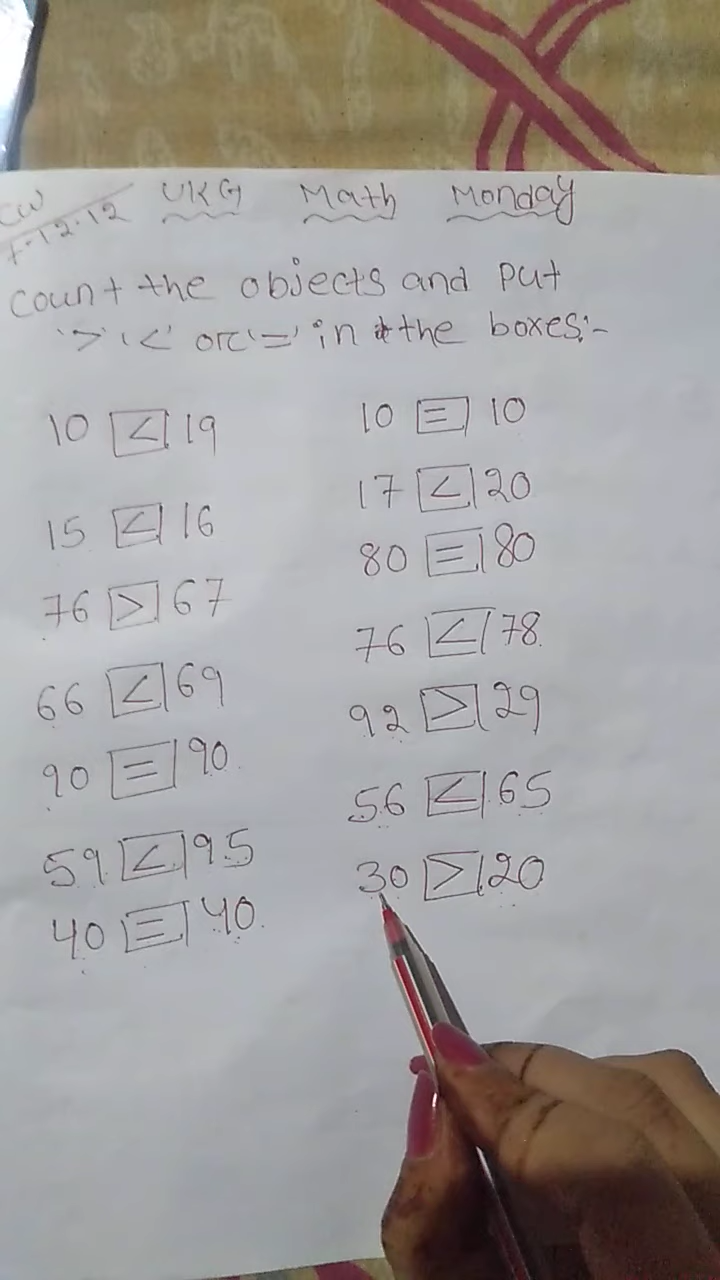 CW UKG Math Monday
7-12-12
Count the objects and put
'>' '<' or '=' in the boxes:-
10 < 19
15 < 16
76 > 67
66 < 69
90 = 90
59 < 95
40 = 40
10 = 10
17 < 20
80 = 80
76 < 78
92 > 29
56 < 65
30 > 20